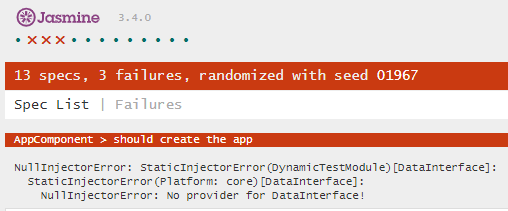 Jasmine 3.4.0
• X X X • • • • • • • • •
13 specs, 3 failures, randomized with seed 01967
Spec List | Failures
AppComponent > should create the app
NullInjectorError: StaticInjectorError(DynamicTestModule)[DataInterface]:
StaticInjectorError(Platform: core)[DataInterface]:
NullInjectorError: No provider for DataInterface!